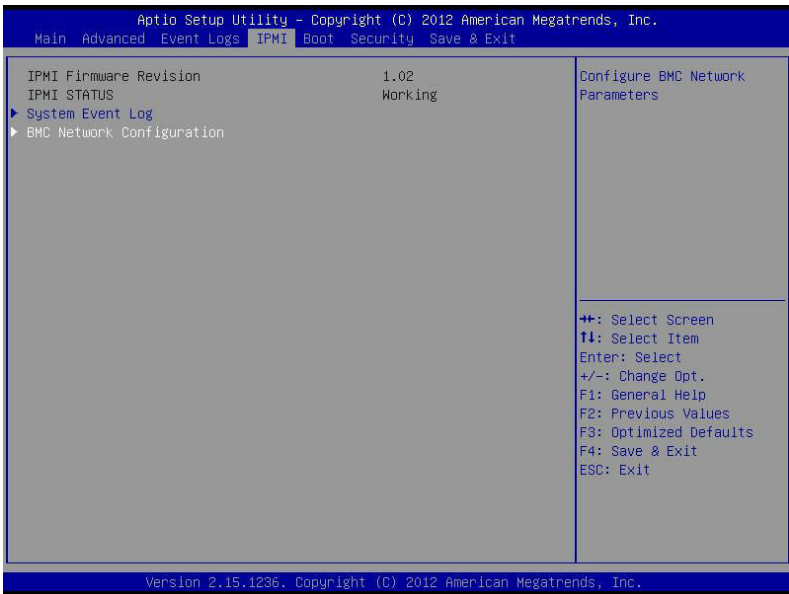 Aptio Setup Utility – Copyright (C) 2012 American Megatrends, Inc.
Main Advanced Event Logs IPMI Boot Security Save & Exit
IPMI Firmware Revision 1.02
IPMI STATUS Working
System Event Log
BMC Network Configuration
Configure BMC Network
Parameters
→←: Select Screen
↑↓: Select Item
Enter: Select
+/-: Change Opt.
F1: General Help
F2: Previous Values
F3: Optimized Defaults
F4: Save & Exit
ESC: Exit
Version 2.15.1236. Copyright (C) 2012 American Megatrends, Inc.